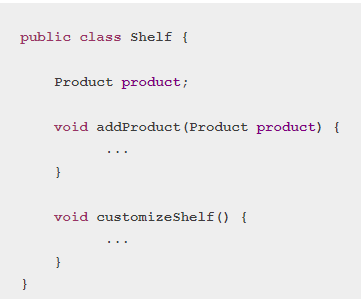 public class Shelf {
Product product;
void addProduct(Product product) {
...
}
void customizeShelf() {
...
}
}